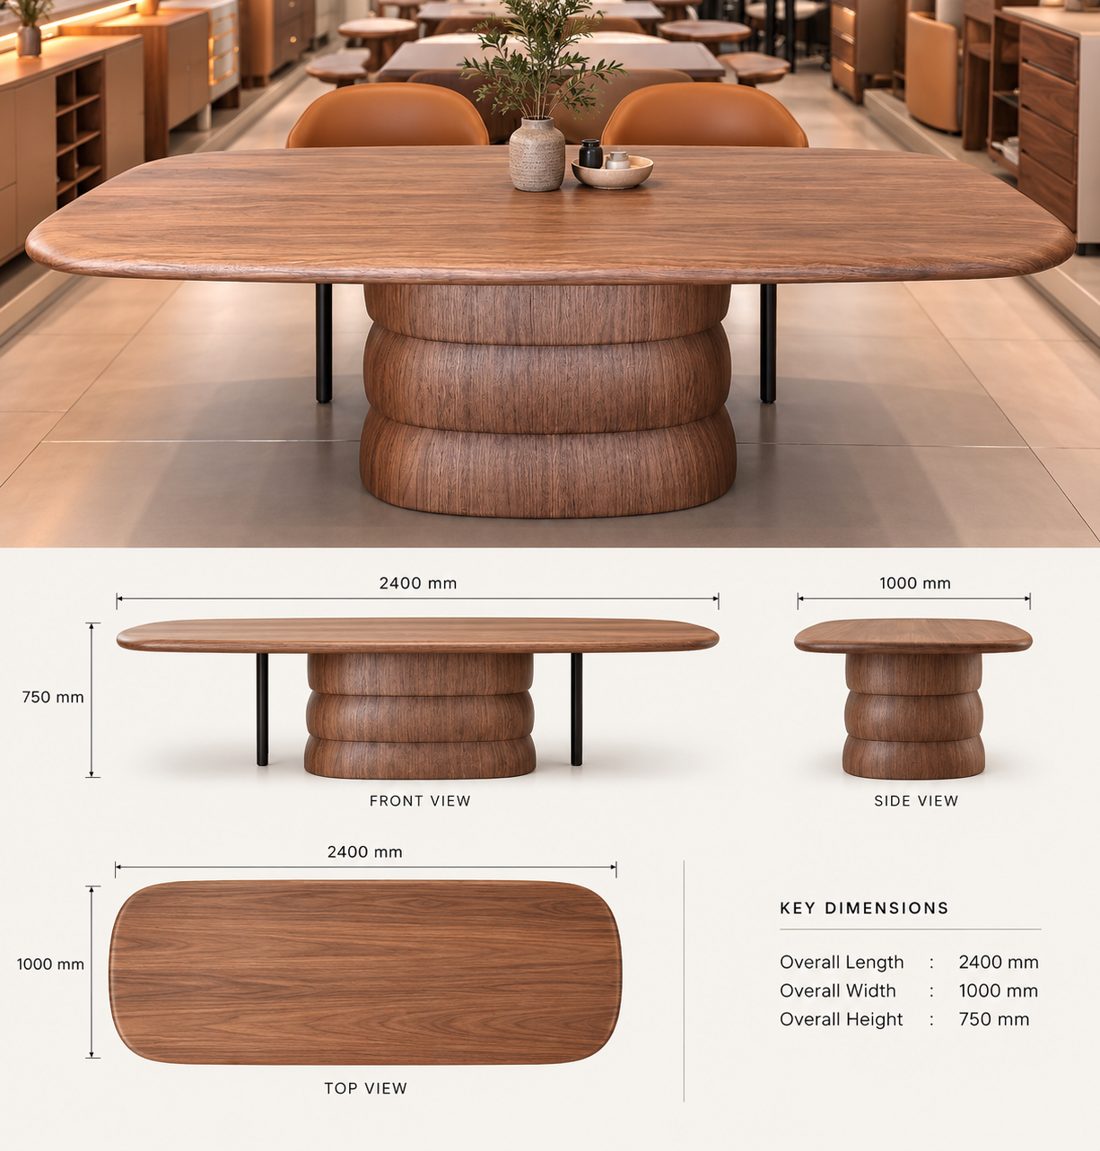 2400 mm
1000 mm
750 mm
FRONT VIEW
SIDE VIEW
2400 mm
1000 mm
TOP VIEW
KEY DIMENSIONS
Overall Length : 2400 mm
Overall Width : 1000 mm
Overall Height : 750 mm